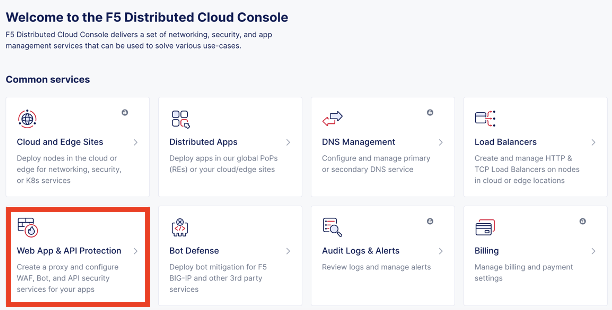 Welcome to the F5 Distributed Cloud Console
F5 Distributed Cloud Console delivers a set of networking, security, and app
management services that can be used to solve various use-cases.
Common services
Cloud and Edge Sites
Deploy nodes in the cloud or
edge for networking, security,
or K8s services
Distributed Apps
Deploy apps in our global PoPs
(REs) or your cloud/edge sites
DNS Management
Configure and manage primary
or secondary DNS service
Load Balancers
Create and manage HTTP &
TCP Load Balancers on nodes
in cloud or edge locations
Web App & API Protection
Create a proxy and configure
WAF, Bot, and API security
services for your apps
Bot Defense
Deploy bot mitigation for F5
BIG-IP and other 3rd party
services
Audit Logs & Alerts
Review logs and manage alerts
Billing
Manage billing and payment
settings